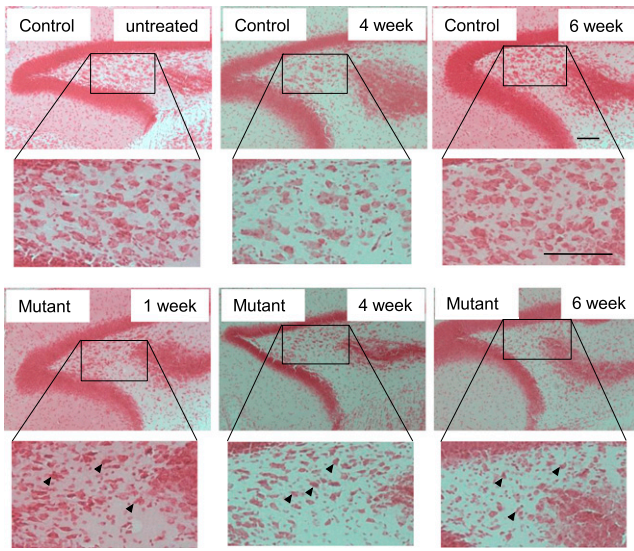 Control untreated
Control 4 week
Control 6 week
Mutant 1 week
Mutant 4 week
Mutant 6 week